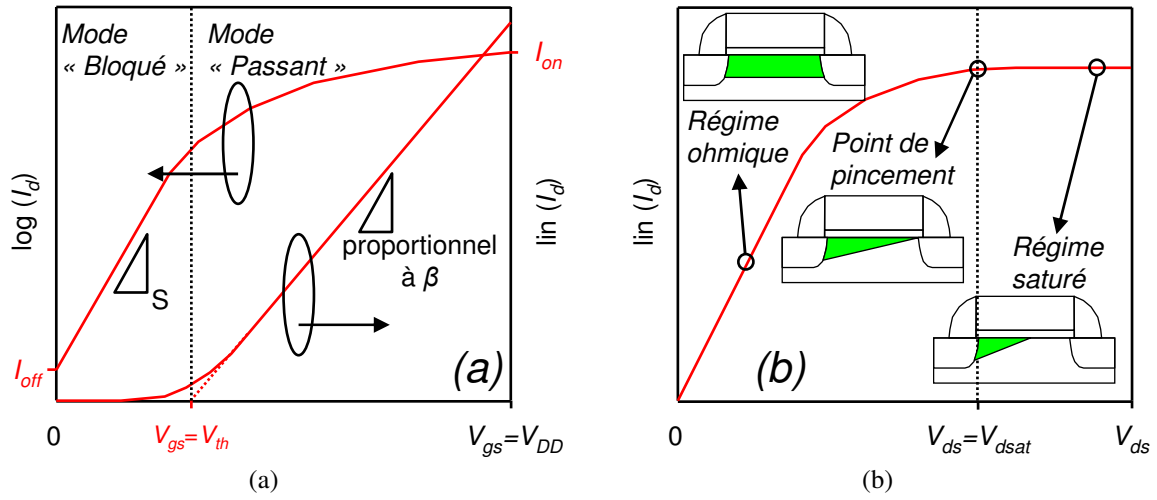 Mode
« Bloqué »
Mode
« Passant »
I_on
log (I_d)
lin (I_d)
S
proportionnel
à β
I_off
(a)
0
V_gs=V_th
V_gs=V_DD
(a)
Régime
ohmique
Point de
pincement
Régime
saturé
lin (I_d)
(b)
0
V_ds=V_dsat
V_ds
(b)